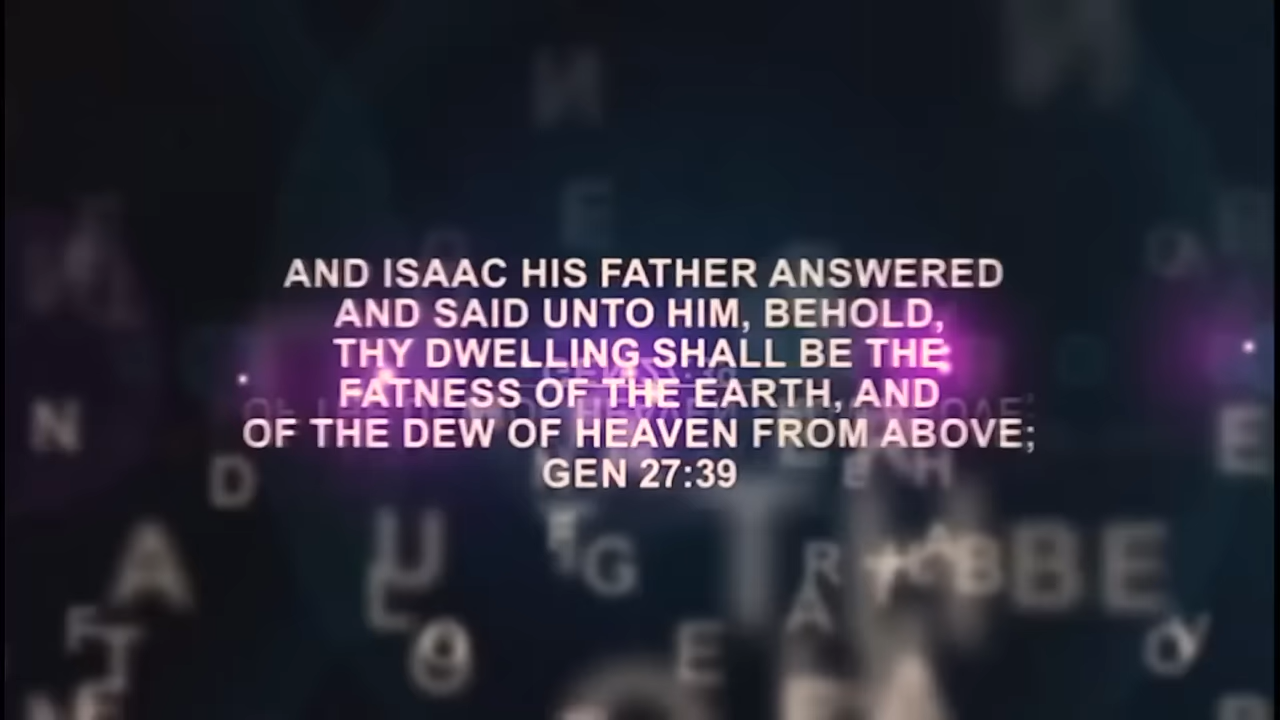 AND ISAAC HIS FATHER ANSWERED
AND SAID UNTO HIM, BEHOLD,
THY DWELLING SHALL BE THE
FATNESS OF THE EARTH, AND
OF THE DEW OF HEAVEN FROM ABOVE;
GEN 27:39